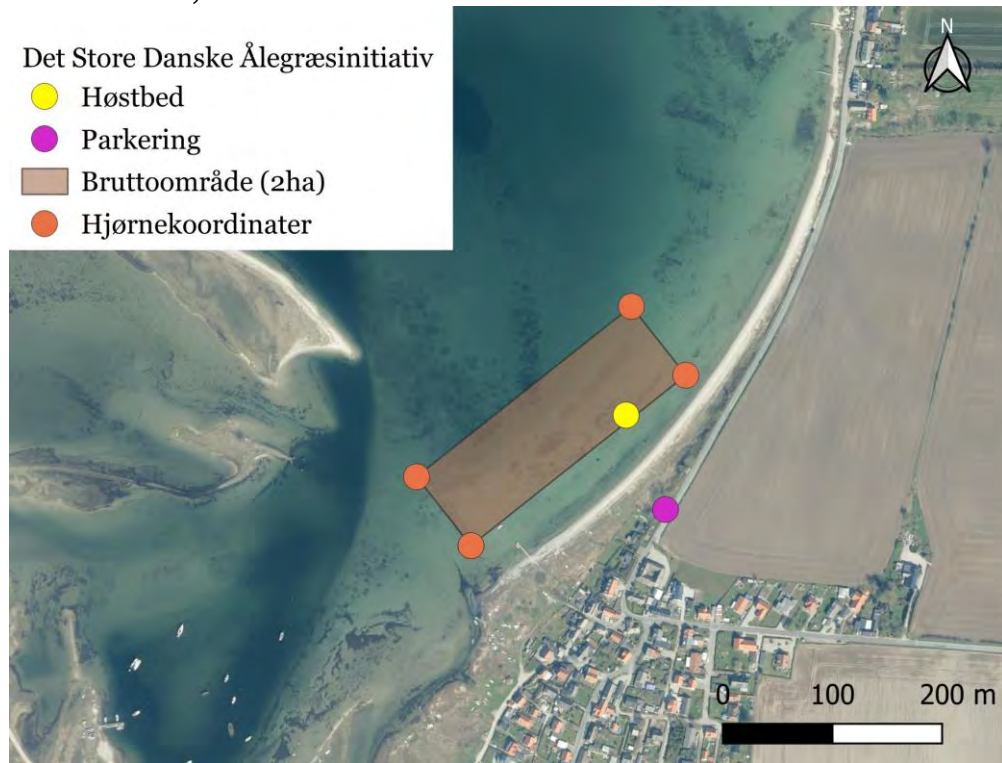 Det Store Danske Ålegræsinitiativ
Høstbed
Parkering
Bruttoområde (2ha)
Hjørnekoordinater
N
0 100 200 m